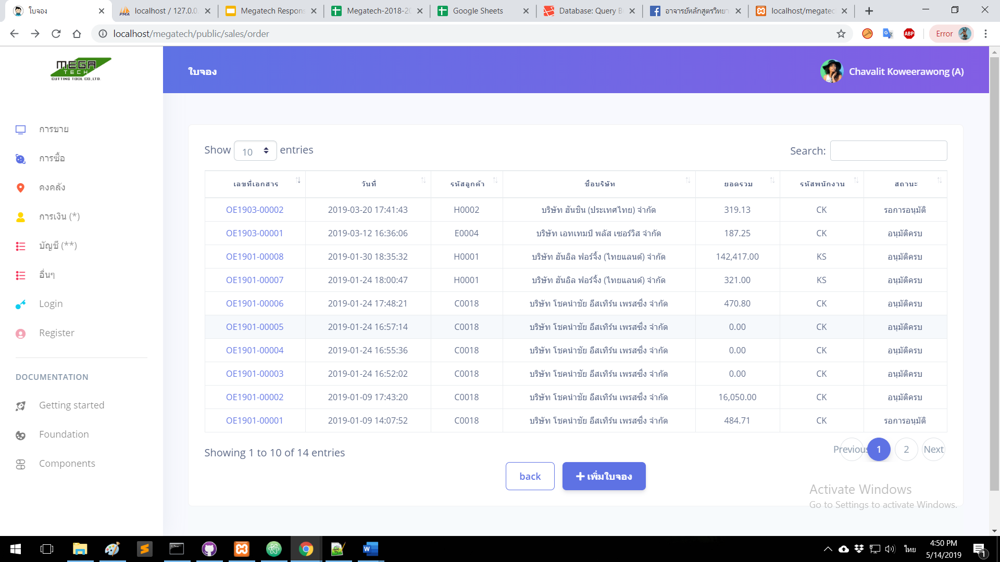 ใบจอง
localhost / 127.0.0.
Megatech Respons
Megatech-2018-20
Google Sheets
Database: Query B
อาจารย์หลักสูตรวิทยา
localhost/megatec
localhost/megatech/public/sales/order
ABP
Error
MEGA
TECH
CUTTING TOOL CO.,LTD.
ใบจอง
Chavalit Koweerawong (A)
การขาย
การซื้อ
คงคลัง
การเงิน (*)
บัญชี (**)
อื่นๆ
Login
Register
DOCUMENTATION
Getting started
Foundation
Components
Show 10 entries
Search:
เลขที่เอกสาร วันที่ รหัสลูกค้า ชื่อบริษัท ยอดรวม รหัสพนักงาน สถานะ
OE1903-00002 2019-03-20 17:41:43 H0002 บริษัท ฮันชิน (ประเทศไทย) จำกัด 319.13 CK รอการอนุมัติ
OE1903-00001 2019-03-12 16:36:06 E0004 บริษัท เอทเทมป์ พลัส เซอร์วิส จำกัด 187.25 CK อนุมัติครบ
OE1901-00008 2019-01-30 18:35:32 H0001 บริษัท ฮันอิล ฟอร์จิ้ง (ไทยแลนด์) จำกัด 142,417.00 KS อนุมัติครบ
OE1901-00007 2019-01-24 18:00:47 H0001 บริษัท ฮันอิล ฟอร์จิ้ง (ไทยแลนด์) จำกัด 321.00 KS อนุมัติครบ
OE1901-00006 2019-01-24 17:48:21 C0018 บริษัท โชคนำชัย อีสเทิร์น เพรสซิ่ง จำกัด 470.80 CK อนุมัติครบ
OE1901-00005 2019-01-24 16:57:14 C0018 บริษัท โชคนำชัย อีสเทิร์น เพรสซิ่ง จำกัด 0.00 CK อนุมัติครบ
OE1901-00004 2019-01-24 16:55:36 C0018 บริษัท โชคนำชัย อีสเทิร์น เพรสซิ่ง จำกัด 0.00 CK อนุมัติครบ
OE1901-00003 2019-01-24 16:52:02 C0018 บริษัท โชคนำชัย อีสเทิร์น เพรสซิ่ง จำกัด 0.00 CK อนุมัติครบ
OE1901-00002 2019-01-09 17:43:20 C0018 บริษัท โชคนำชัย อีสเทิร์น เพรสซิ่ง จำกัด 16,050.00 CK อนุมัติครบ
OE1901-00001 2019-01-09 14:07:52 C0018 บริษัท โชคนำชัย อีสเทิร์น เพรสซิ่ง จำกัด 484.71 CK รอการอนุมัติ
Showing 1 to 10 of 14 entries
Previous 1 2 Next
back
เพิ่มใบจอง
Activate Windows
Go to Settings to activate Windows.
ไทย
4:50 PM
5/14/2019
1